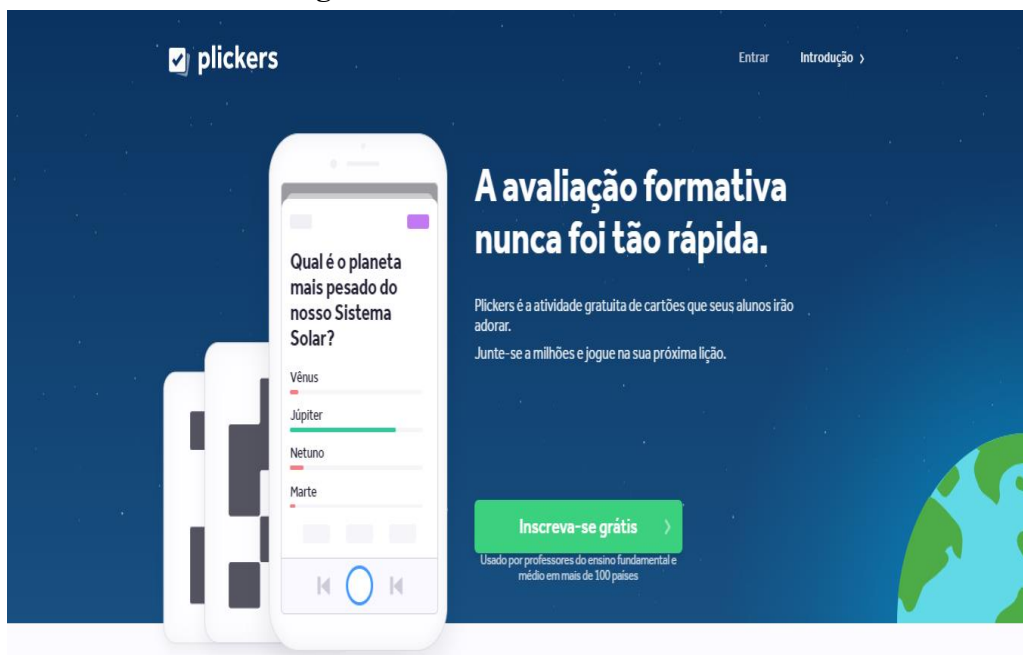 plickers
Entrar
Introdução
A avaliação formativa
nunca foi tão rápida.
Plickers é a atividade gratuita de cartões que seus alunos irão
adorar.
Junte-se a milhões e jogue na sua próxima lição.
Qual é o planeta
mais pesado do
nosso Sistema
Solar?
Vênus
Júpiter
Netuno
Marte
Inscreva-se grátis
Usado por professores do ensino fundamental e
médio em mais de 100 países